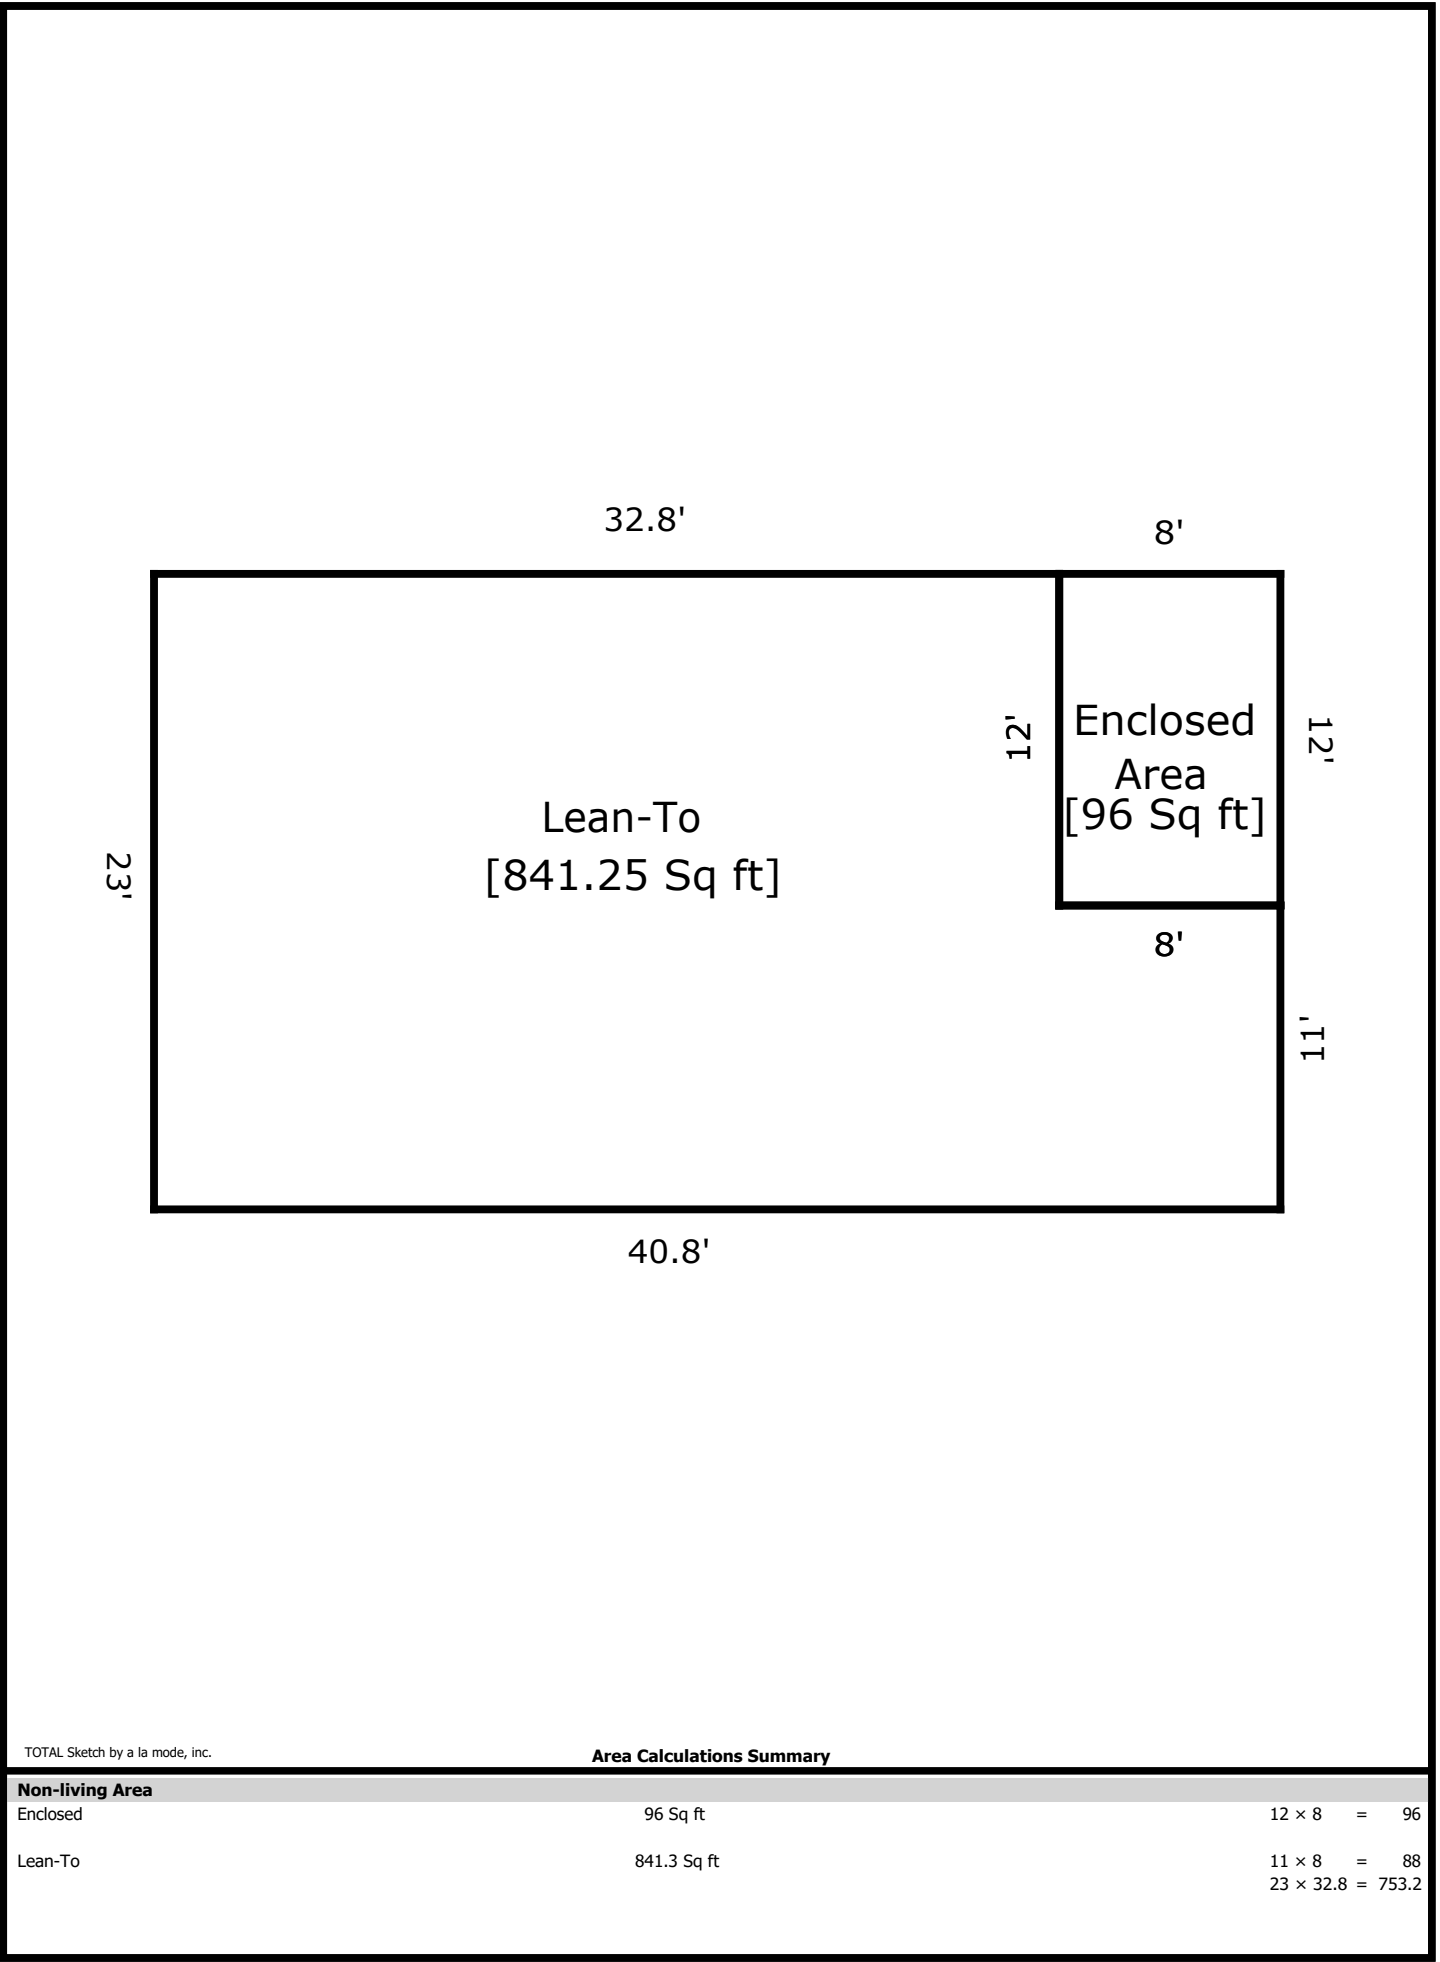 32.8'
8'
12'
Enclosed
Area
[96 Sq ft]
12'
Lean-To
[841.25 Sq ft]
23'
8'
11'
40.8'
TOTAL Sketch by a la mode, inc.
Area Calculations Summary
Non-living Area
Enclosed 96 Sq ft 12 × 8 = 96
Lean-To 841.3 Sq ft 11 × 8 = 88
23 × 32.8 = 753.2